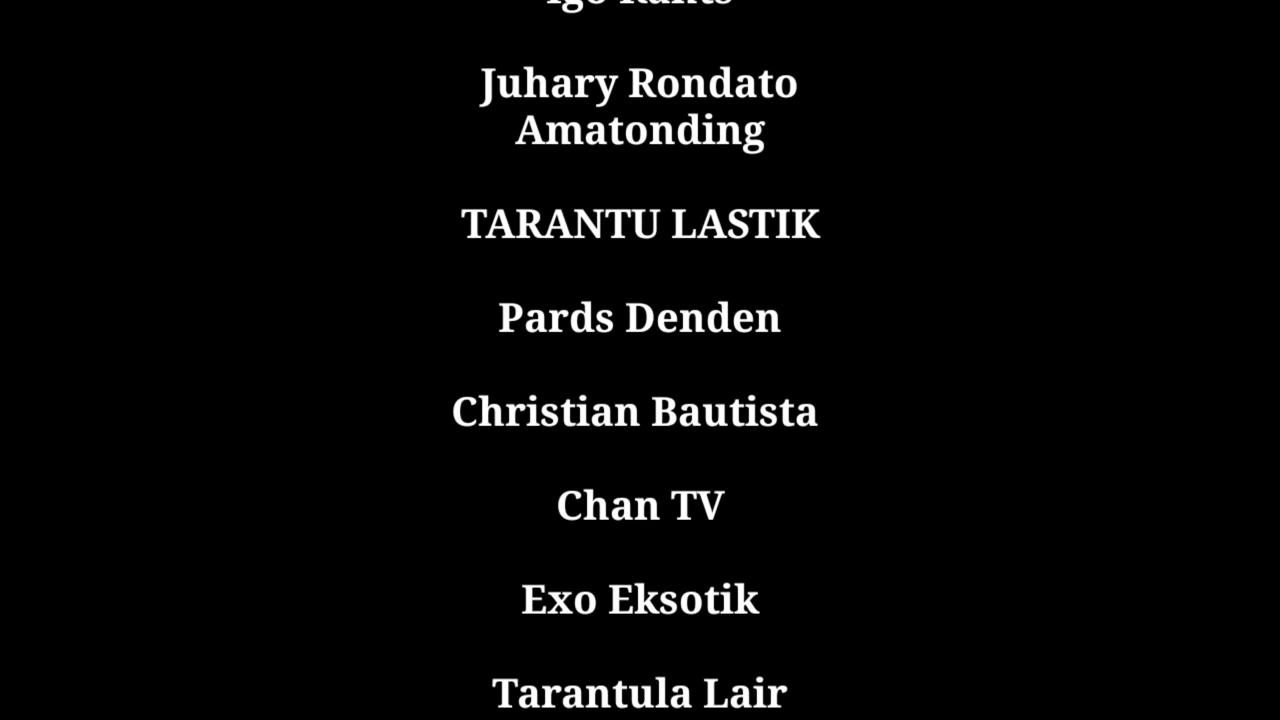 Juhary Rondato
Amatonding
TARANTU LASTIK
Pards Denden
Christian Bautista
Chan TV
Exo Eksotik
Tarantula Lair